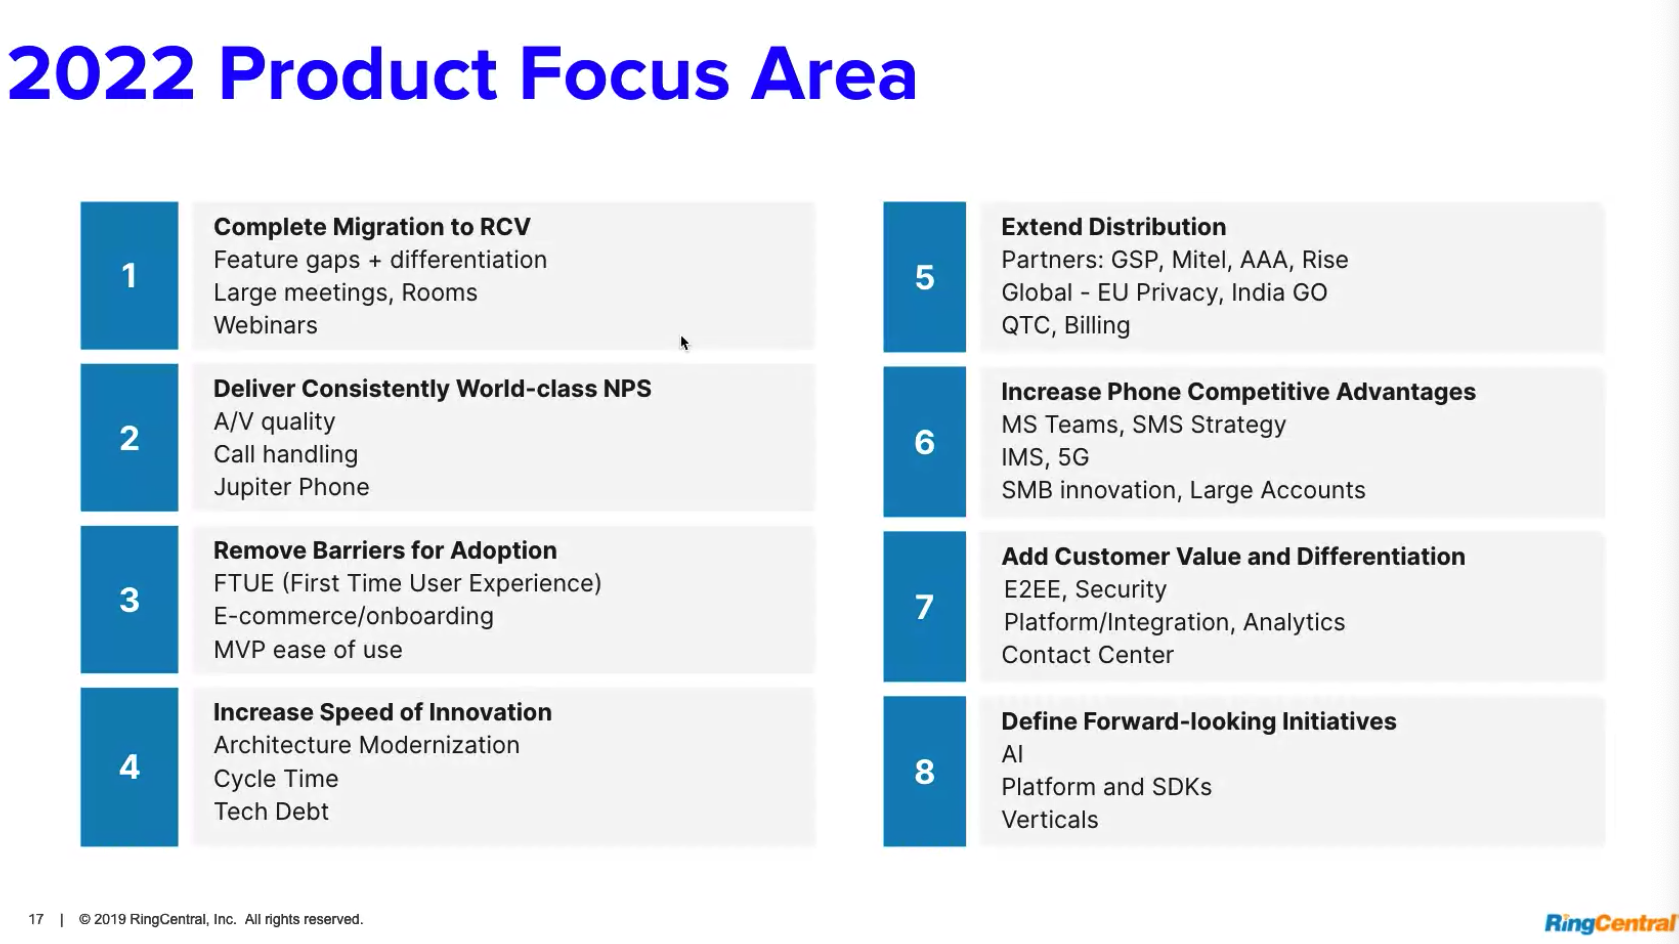 2022 Product Focus Area
1
Complete Migration to RCV
Feature gaps + differentiation
Large meetings, Rooms
Webinars
2
Deliver Consistently World-class NPS
A/V quality
Call handling
Jupiter Phone
3
Remove Barriers for Adoption
FTUE (First Time User Experience)
E-commerce/onboarding
MVP ease of use
4
Increase Speed of Innovation
Architecture Modernization
Cycle Time
Tech Debt
5
Extend Distribution
Partners: GSP, Mitel, AAA, Rise
Global - EU Privacy, India GO
QTC, Billing
6
Increase Phone Competitive Advantages
MS Teams, SMS Strategy
IMS, 5G
SMB innovation, Large Accounts
7
Add Customer Value and Differentiation
E2EE, Security
Platform/Integration, Analytics
Contact Center
8
Define Forward-looking Initiatives
AI
Platform and SDKs
Verticals
17 | © 2019 RingCentral, Inc. All rights reserved.
RingCentral